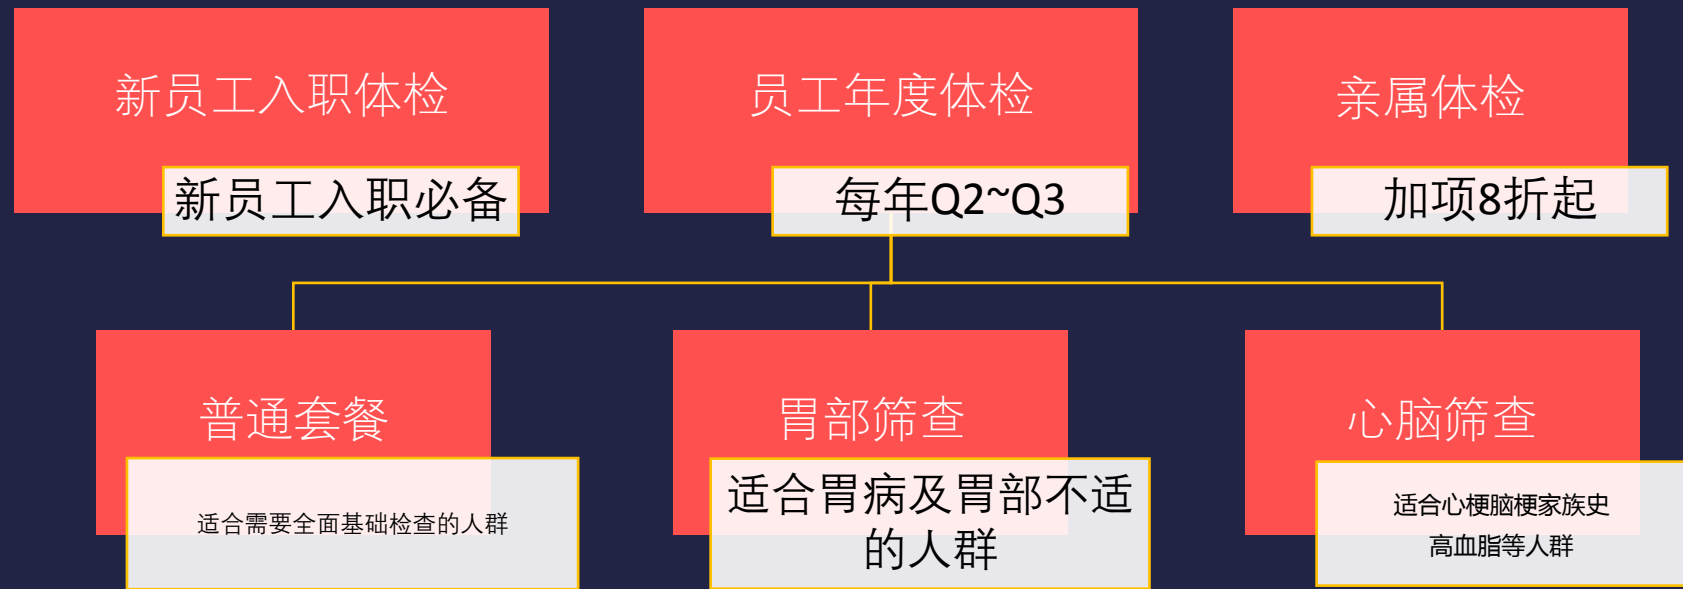 新员工入职体检
新员工入职必备
员工年度体检
每年Q2~Q3
亲属体检
加项8折起
普通套餐
适合需要全面基础检查的人群
胃部筛查
适合胃病及胃部不适
的人群
心脑筛查
适合心梗脑梗家族史
高血脂等人群